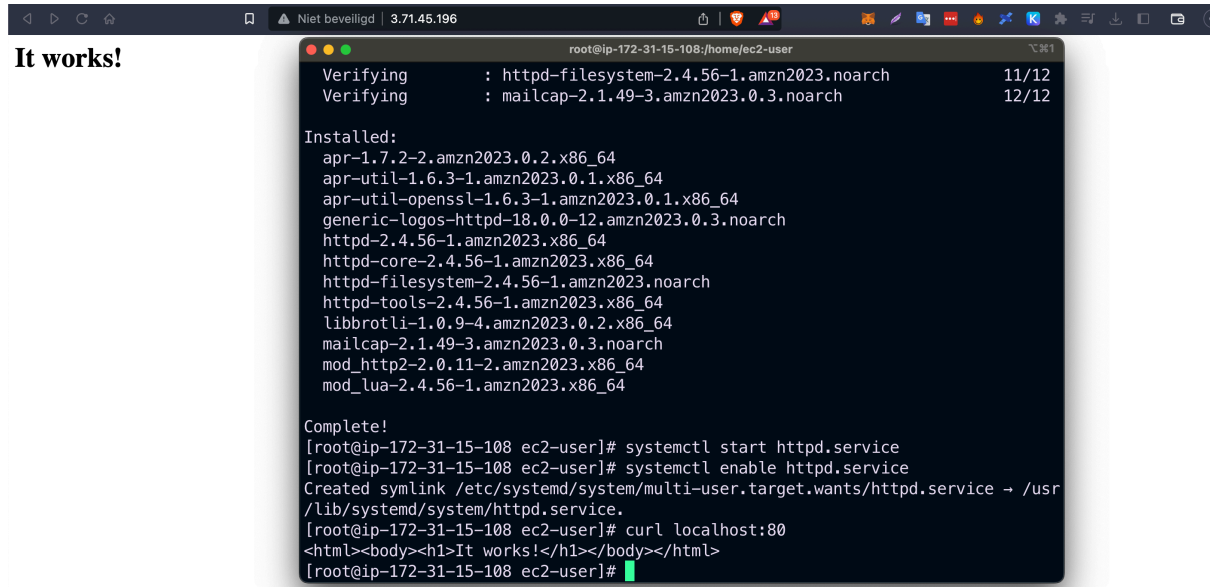 Niet beveiligd 3.71.45.196
13
It works!
root@ip-172-31-15-108:/home/ec2-user ⌥⌘1
Verifying : httpd-filesystem-2.4.56-1.amzn2023.noarch 11/12
Verifying : mailcap-2.1.49-3.amzn2023.0.3.noarch 12/12
Installed:
apr-1.7.2-2.amzn2023.0.2.x86_64
apr-util-1.6.3-1.amzn2023.0.1.x86_64
apr-util-openssl-1.6.3-1.amzn2023.0.1.x86_64
generic-logos-httpd-18.0.0-12.amzn2023.0.3.noarch
httpd-2.4.56-1.amzn2023.x86_64
httpd-core-2.4.56-1.amzn2023.x86_64
httpd-filesystem-2.4.56-1.amzn2023.noarch
httpd-tools-2.4.56-1.amzn2023.x86_64
libbrotli-1.0.9-4.amzn2023.0.2.x86_64
mailcap-2.1.49-3.amzn2023.0.3.noarch
mod_http2-2.0.11-2.amzn2023.x86_64
mod_lua-2.4.56-1.amzn2023.x86_64
Complete!
[root@ip-172-31-15-108 ec2-user]# systemctl start httpd.service
[root@ip-172-31-15-108 ec2-user]# systemctl enable httpd.service
Created symlink /etc/systemd/system/multi-user.target.wants/httpd.service → /usr
/lib/systemd/system/httpd.service.
[root@ip-172-31-15-108 ec2-user]# curl localhost:80
<html><body><h1>It works!</h1></body></html>
[root@ip-172-31-15-108 ec2-user]#